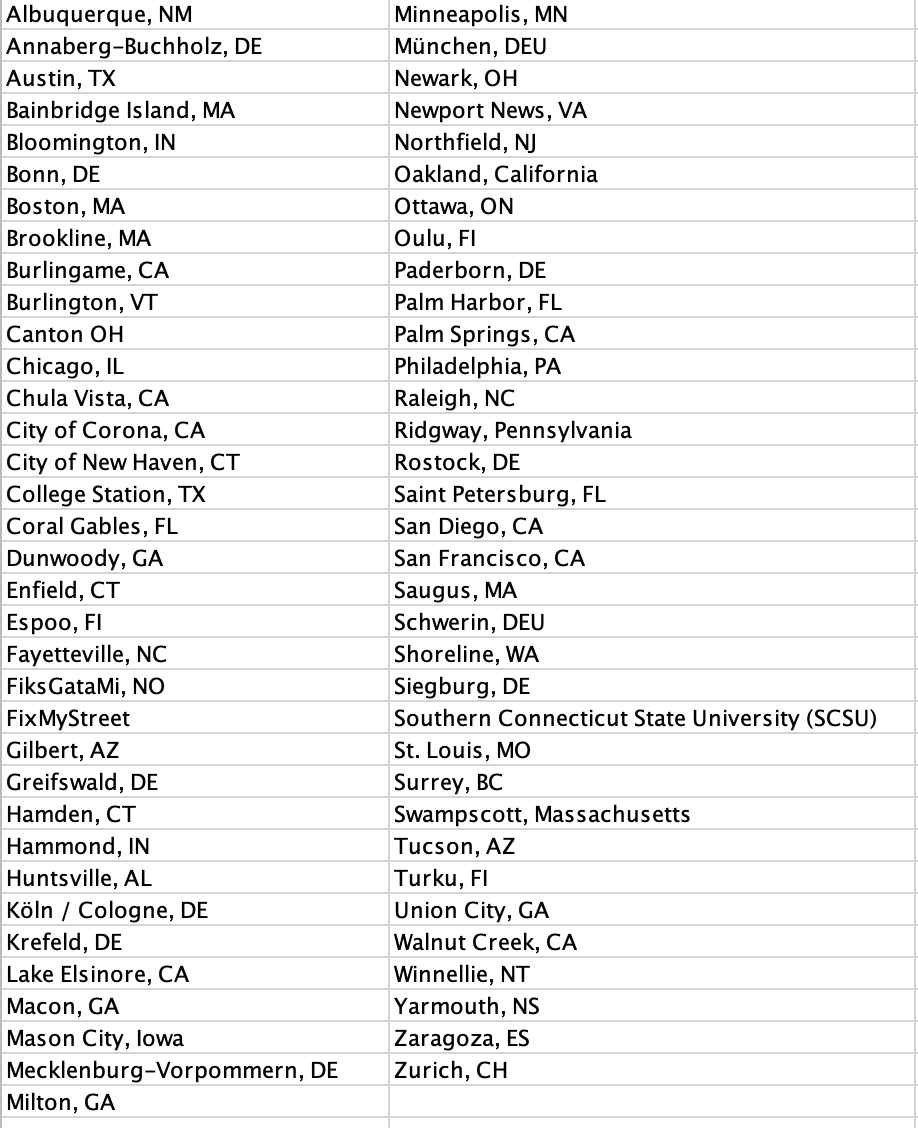 Albuquerque, NM
Annaberg-Buchholz, DE
Austin, TX
Bainbridge Island, MA
Bloomington, IN
Bonn, DE
Boston, MA
Brookline, MA
Burlingame, CA
Burlington, VT
Canton OH
Chicago, IL
Chula Vista, CA
City of Corona, CA
City of New Haven, CT
College Station, TX
Coral Gables, FL
Dunwoody, GA
Enfield, CT
Espoo, FI
Fayetteville, NC
FiksGataMi, NO
FixMyStreet
Gilbert, AZ
Greifswald, DE
Hamden, CT
Hammond, IN
Huntsville, AL
Köln / Cologne, DE
Krefeld, DE
Lake Elsinore, CA
Macon, GA
Mason City, Iowa
Mecklenburg-Vorpommern, DE
Milton, GA
Minneapolis, MN
München, DEU
Newark, OH
Newport News, VA
Northfield, NJ
Oakland, California
Ottawa, ON
Oulu, FI
Paderborn, DE
Palm Harbor, FL
Palm Springs, CA
Philadelphia, PA
Raleigh, NC
Ridgway, Pennsylvania
Rostock, DE
Saint Petersburg, FL
San Diego, CA
San Francisco, CA
Saugus, MA
Schwerin, DEU
Shoreline, WA
Siegburg, DE
Southern Connecticut State University (SCSU)
St. Louis, MO
Surrey, BC
Swampscott, Massachusetts
Tucson, AZ
Turku, FI
Union City, GA
Walnut Creek, CA
Winnellie, NT
Yarmouth, NS
Zaragoza, ES
Zurich, CH